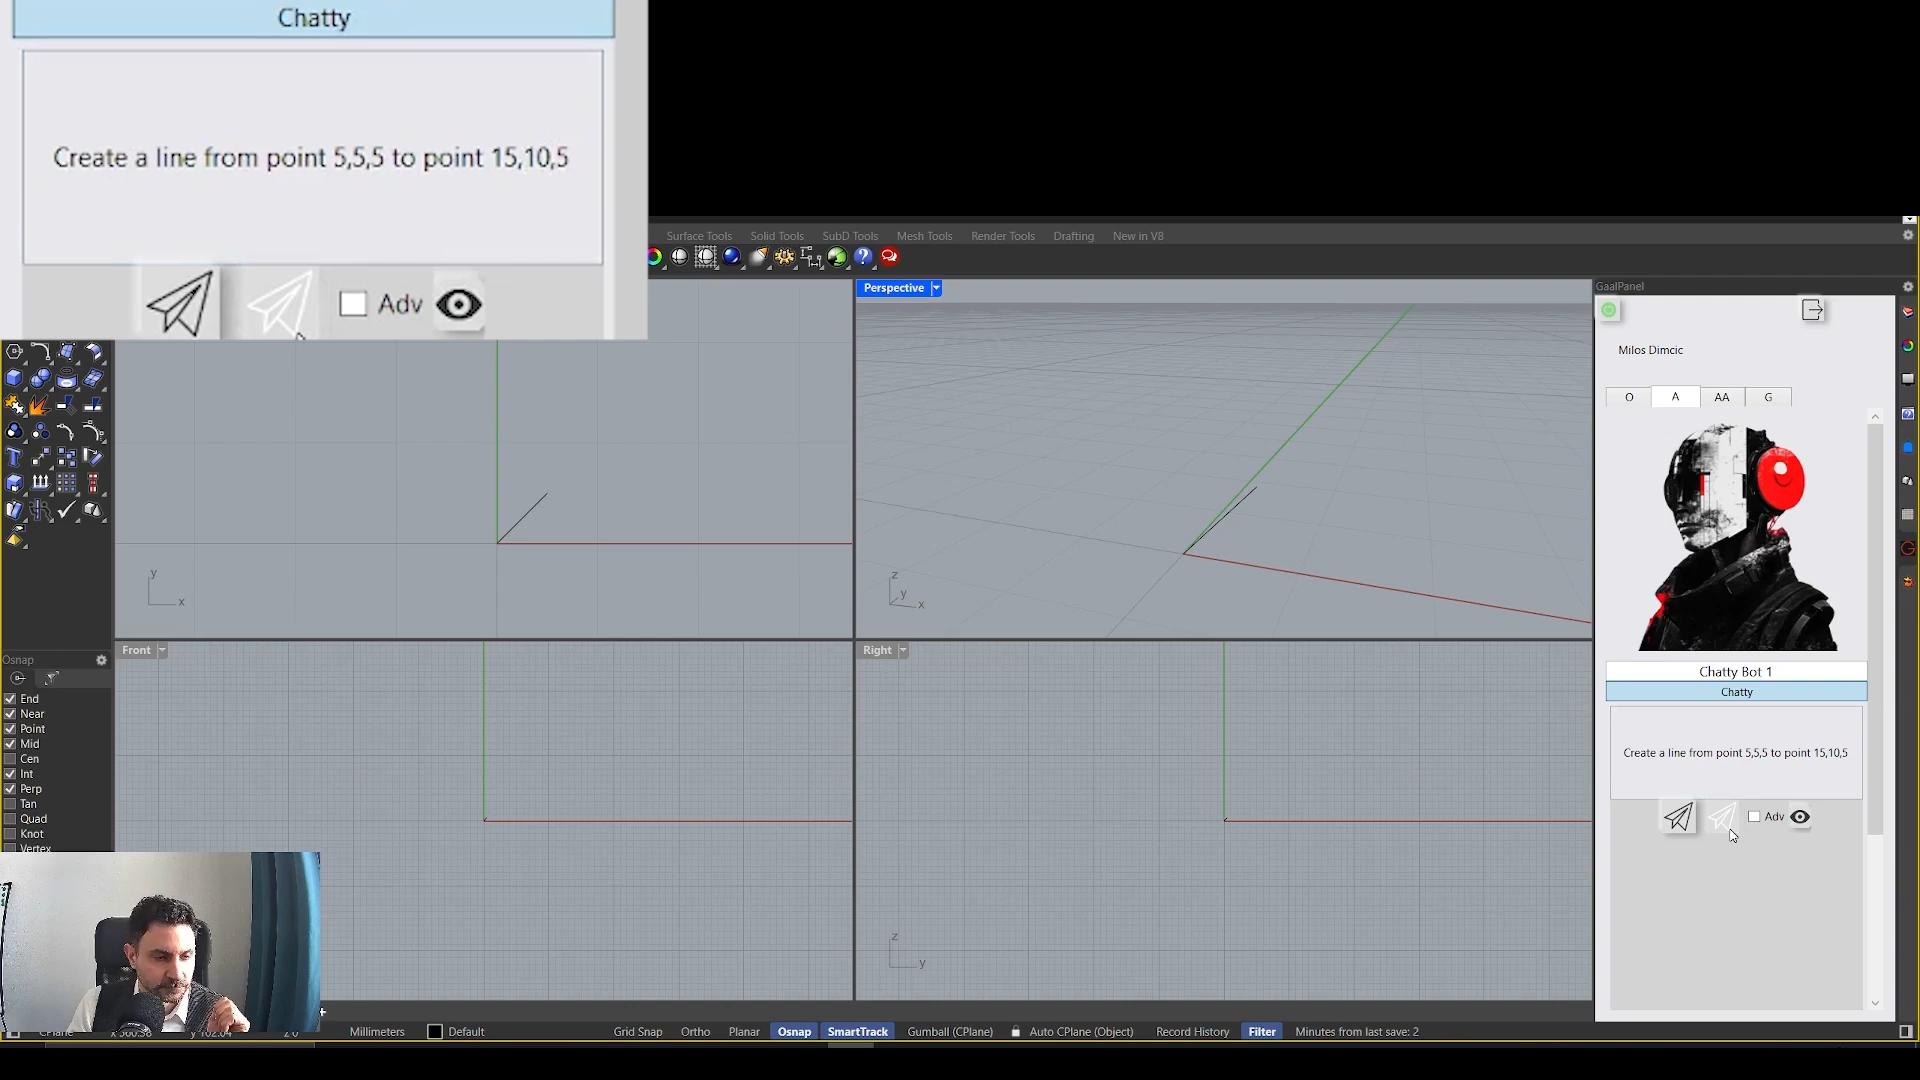 Chatty
Create a line from point 5,5,5 to point 15,10,5
Adv
Surface Tools
Solid Tools
SubD Tools
Mesh Tools
Render Tools
Drafting
New in V8
Perspective
GaalPanel
Milos Dimcic
O
A
AA
G
Chatty Bot 1
Chatty
Create a line from point 5,5,5 to point 15,10,5
Adv
y
x
z
y
x
Front
Right
z
y
Osnap
End
Near
Point
Mid
Cen
Int
Perp
Tan
Quad
Knot
Vertex
Millimeters
Default
Grid Snap
Ortho
Planar
Osnap
SmartTrack
Gumball (CPlane)
Auto CPlane (Object)
Record History
Filter
Minutes from last save: 2